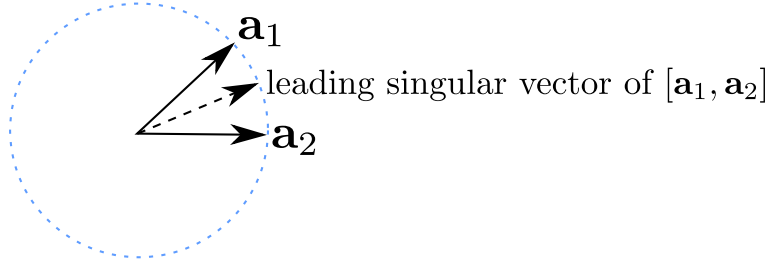 a₁
leading singular vector of [a₁, a₂]
a₂